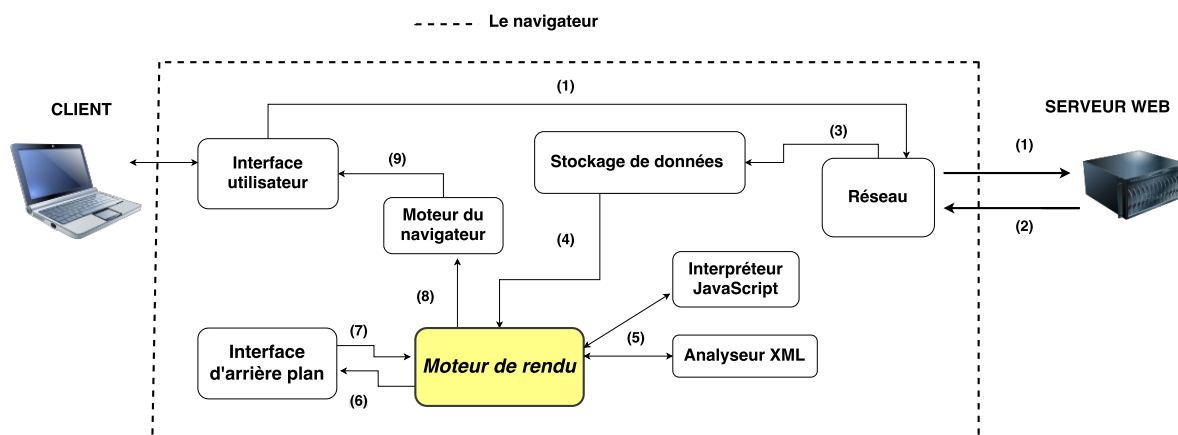 Le navigateur
CLIENT
SERVEUR WEB
(1)
(3)
(1)
Interface
utilisateur
(9)
Stockage de données
Réseau
Moteur du
navigateur
(4)
(2)
Interpréteur
JavaScript
(8)
(7)
Interface
d'arrière plan
Moteur de rendu
(5)
Analyseur XML
(6)